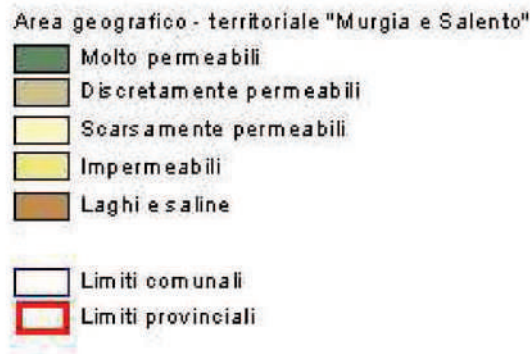 Area geografico - territoriale "Murgia e Salento"
Molto permeabili
Discretamente permeabili
Scarsamente permeabili
Impermeabili
Laghi e saline
Limiti comunali
Limiti provinciali